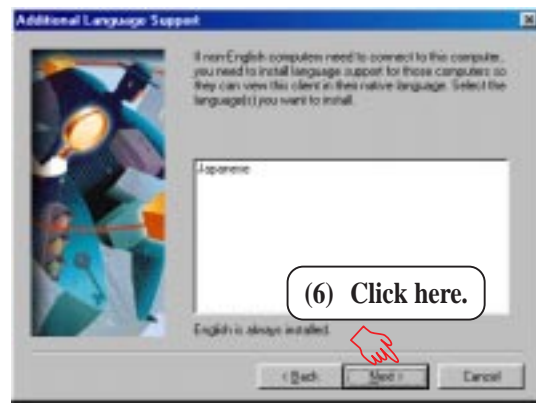 Additional Language Support
If non-English computers need to connect to this computer,
you need to install language support for those computers so
they can view this client in their native language. Select the
language(s) you want to install.
Japanese
(6) Click here.
English is always installed.
< Back
Next >
Cancel